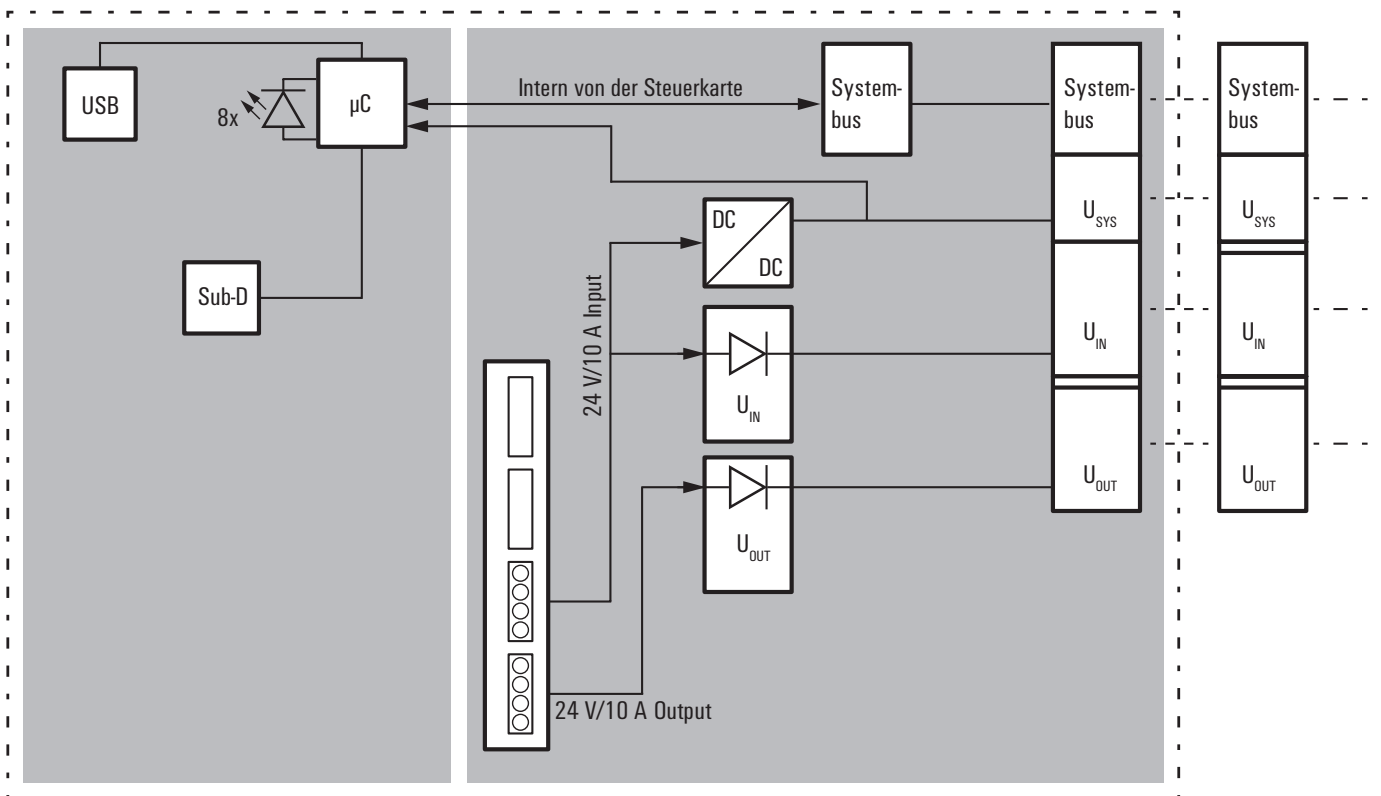 USB
8x
µC
Intern von der Steuerkarte
System-
bus
System-
bus
System-
bus
Sub-D
DC
DC
U_SYS
U_SYS
24 V/10 A Input
U_IN
U_IN
U_IN
U_OUT
U_OUT
U_OUT
24 V/10 A Output